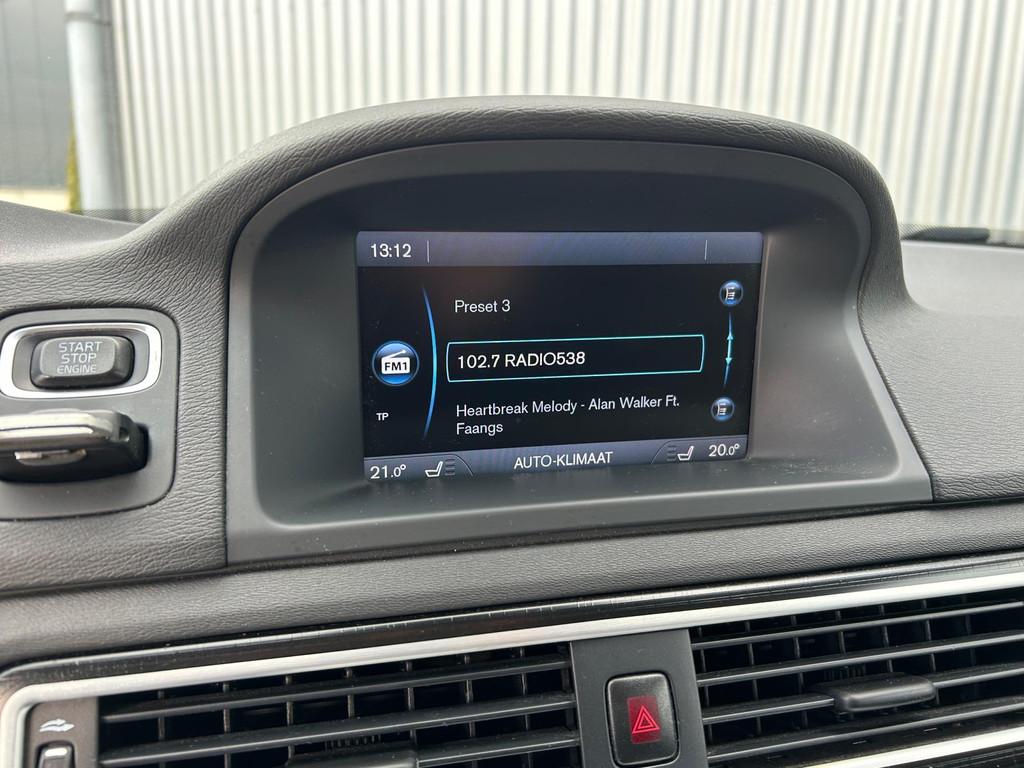 13:12
Preset 3
FM1
102.7 RADIO538
TP
Heartbreak Melody - Alan Walker Ft.
Faangs
21.0°
AUTO-KLIMAAT
20.0°
START
STOP
ENGINE